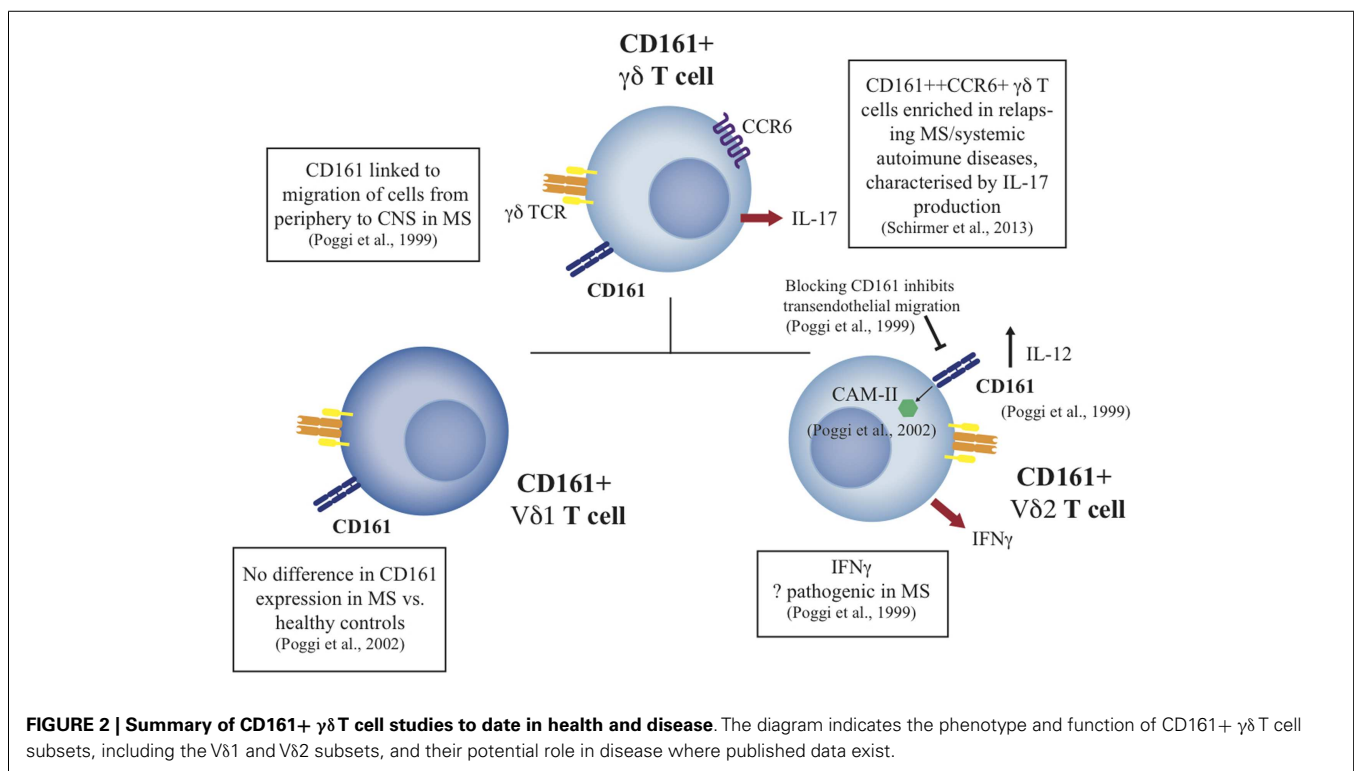 CD161+
γδ T cell
CCR6
γδ TCR
IL-17
CD161
CD161 linked to
migration of cells from
periphery to CNS in MS
(Poggi et al., 1999)
CD161++CCR6+ γδ T
cells enriched in relaps-
ing MS/systemic
autoimune diseases,
characterised by IL-17
production
(Schirmer et al., 2013)
Blocking CD161 inhibits
transendothelial migration
(Poggi et al., 1999)
IL-12
CD161
(Poggi et al., 1999)
CAM-II
(Poggi et al., 2002)
CD161+
Vδ1 T cell
CD161
CD161+
Vδ2 T cell
IFNγ
No difference in CD161
expression in MS vs.
healthy controls
(Poggi et al., 2002)
IFNγ
? pathogenic in MS
(Poggi et al., 1999)
FIGURE 2 | Summary of CD161+ γδ T cell studies to date in health and disease. The diagram indicates the phenotype and function of CD161+ γδ T cell
subsets, including the Vδ1 and Vδ2 subsets, and their potential role in disease where published data exist.